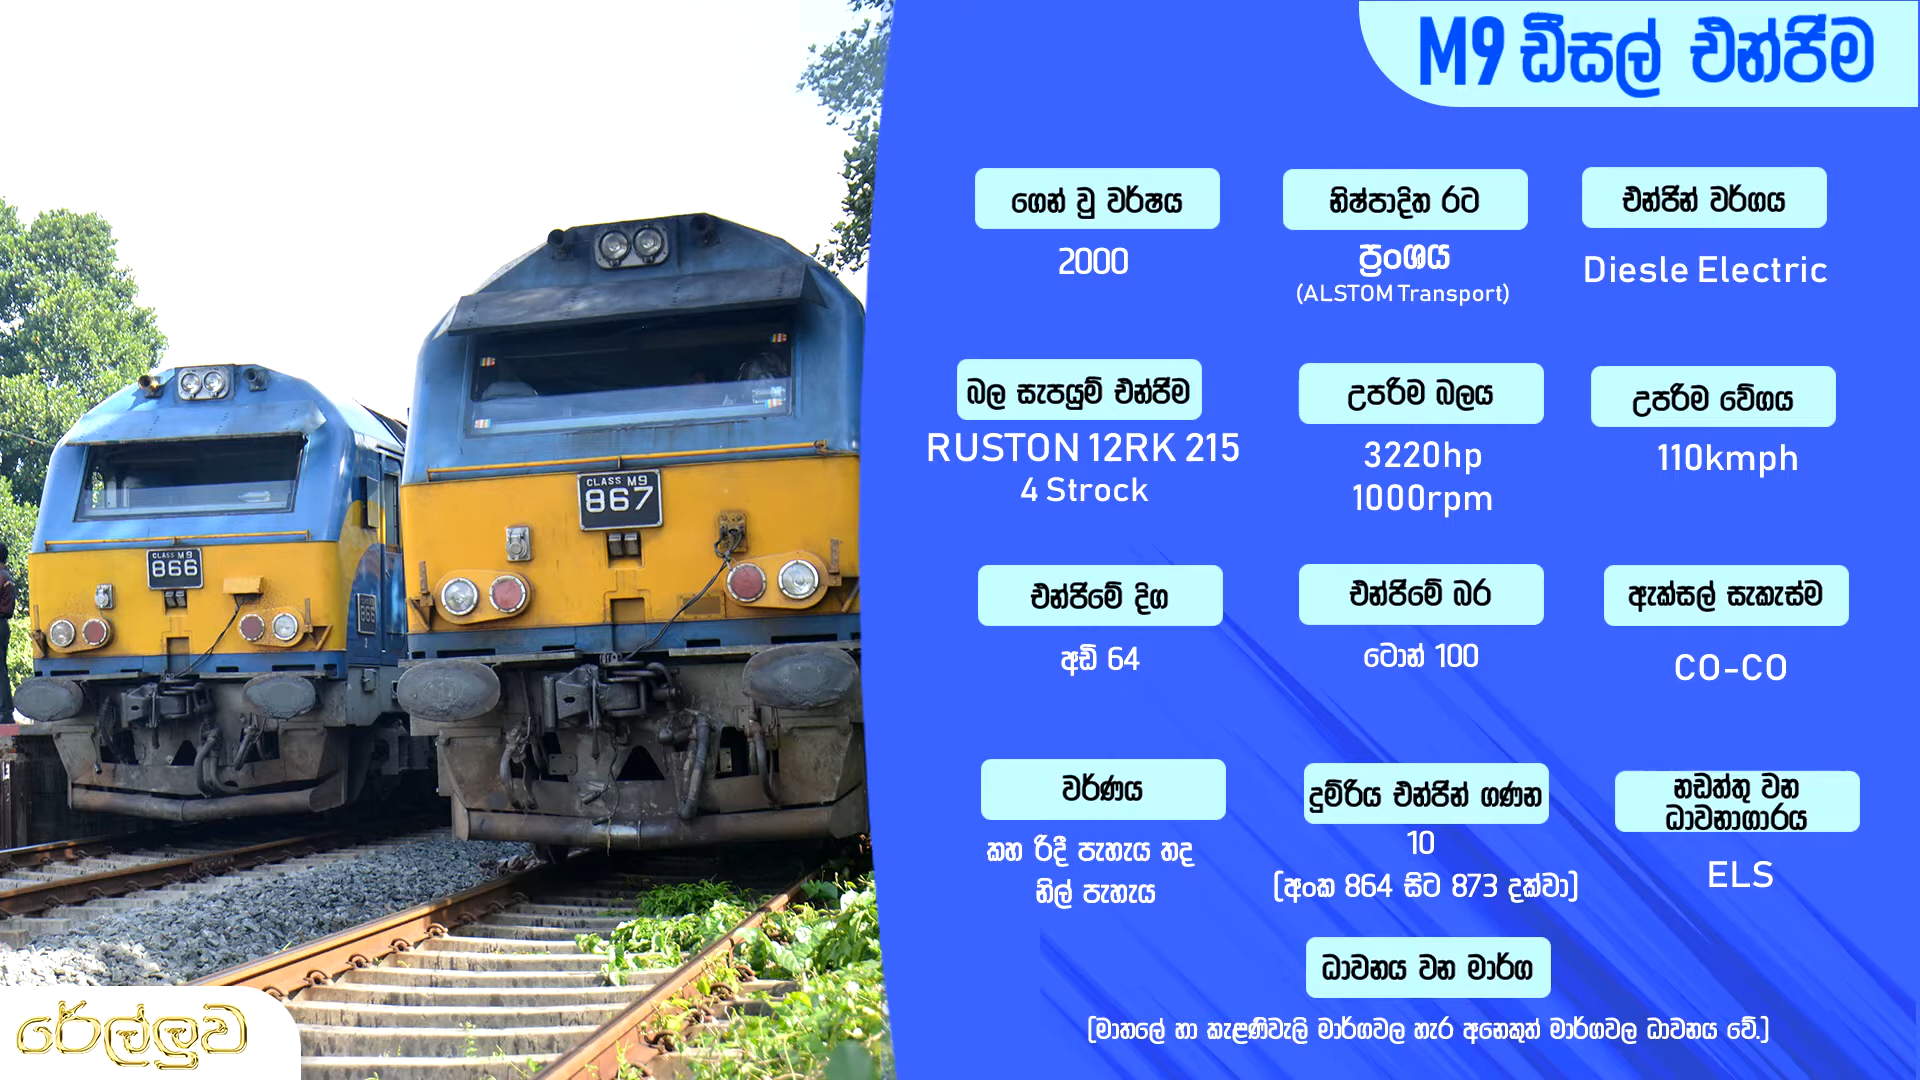 M9 ඩීසල් එන්ජිම
ගෙන් වූ වර්ෂය
2000
නිෂ්පාදිත රට
ප්‍රංශය
(ALSTOM Transport)
එන්ජින් වර්ගය
Diesle Electric
බල සැපයුම් එන්ජිම
RUSTON 12RK 215
4 Strock
උපරිම බලය
3220hp
1000rpm
උපරිම වේගය
110kmph
එන්ජිමේ දිග
අඩි 64
එන්ජිමේ බර
ටොන් 100
ඇක්සල් සැකැස්ම
CO-CO
වර්ණය
කහ රිදී පැහැය හද
නිල් පැහැය
දුම්රිය එන්ජින් ගණන
10
[අංක 864 සිට 873 දක්වා]
නඩත්තු වන
ධාවනාගාරය
ELS
ධාවනය වන මාර්ග
[මාතලේ හා කැළණිවැලි මාර්ගවල හැර අනෙකුත් මාර්ගවල ධාවනය වේ.]
CLASS M9
867
CLASS M9
866
866
2
රේල්ලුව